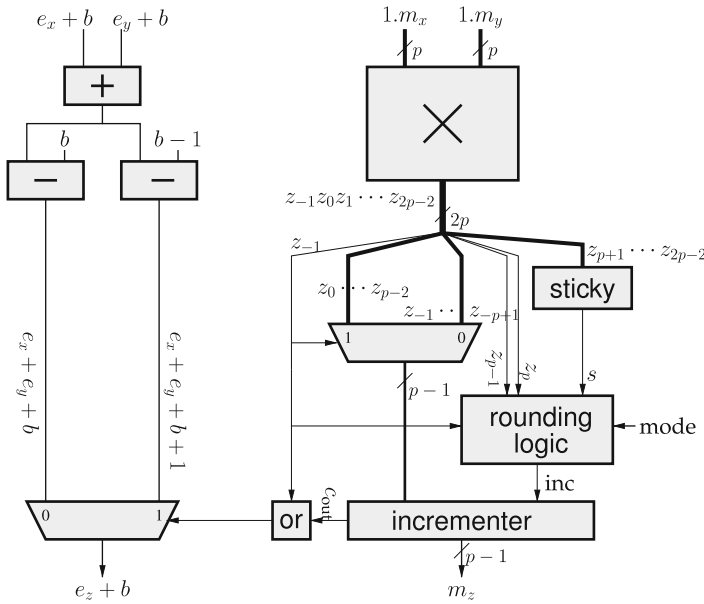 e_x + b
e_y + b
1.m_x
1.m_y
p
p
+
×
b
b − 1
−
−
z_{−1}z_0z_1 ⋯ z_{2p−2}
2p
z_{−1}
z_{p+1} ⋯ z_{2p−2}
z_0 ⋯ z_{p−2}
sticky
z_{−1} ⋯ z_{−p+1}
1
0
z_{p−1}
z_p
s
e_x + e_y + b
e_x + e_y + b + 1
p − 1
rounding
logic
mode
inc
0
1
or
c_out
incrementer
p − 1
e_z + b
m_z